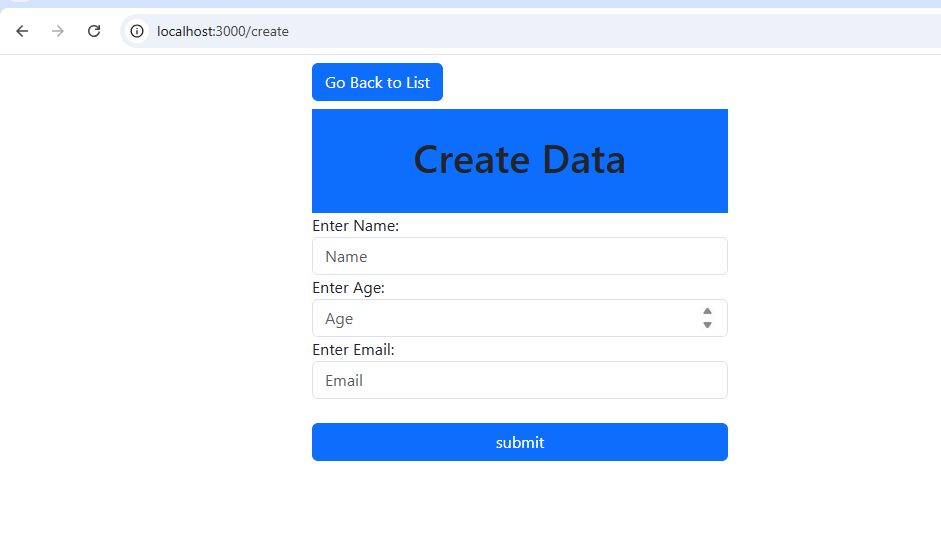 localhost:3000/create
Go Back to List
Create Data
Enter Name:
Name
Enter Age:
Age
Enter Email:
Email
submit